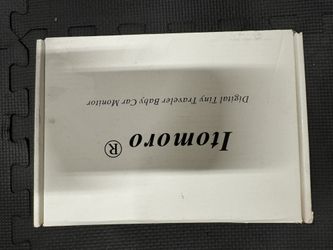 Itomoro ®
Digital Tiny Traveler Baby Car Monitor